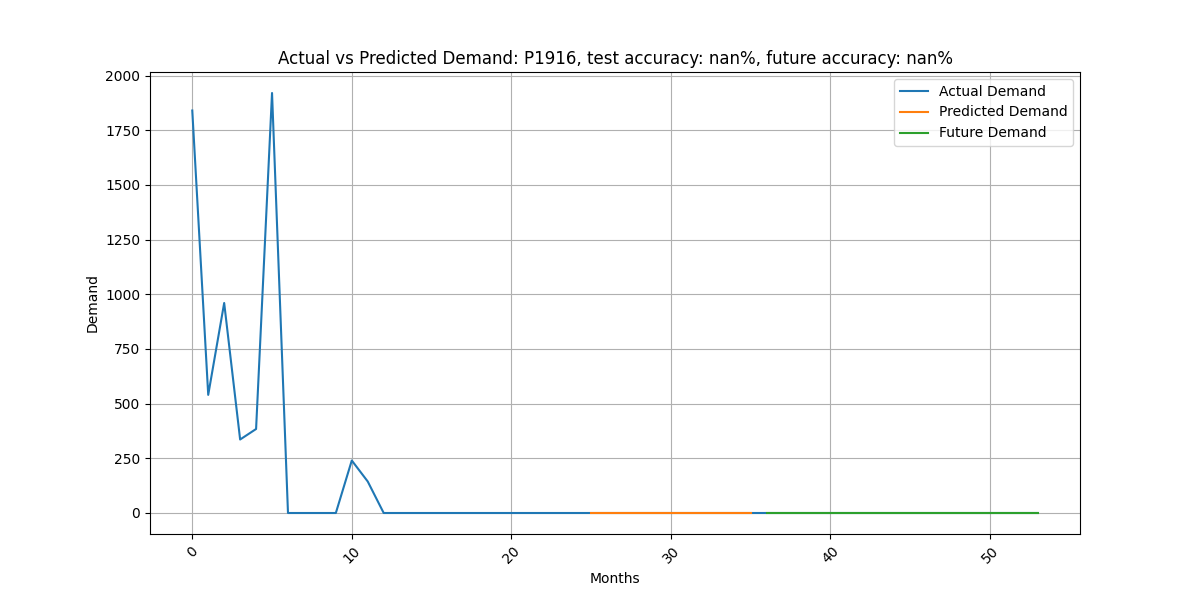 Actual vs Predicted Demand: P1916, test accuracy: nan%, future accuracy: nan%
2000
1750
1500
1250
1000
750
500
250
0
Demand
Actual Demand
Predicted Demand
Future Demand
0
10
20
30
40
50
Months